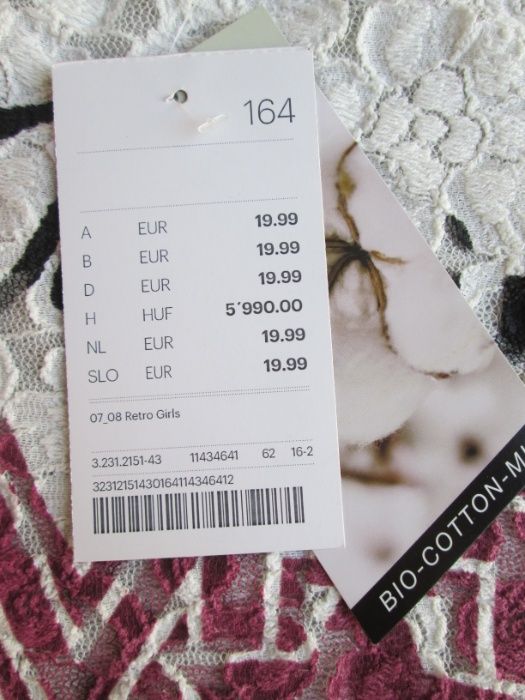 164
A EUR 19.99
B EUR 19.99
D EUR 19.99
H HUF 5´990.00
NL EUR 19.99
SLO EUR 19.99
07_08 Retro Girls
3.231.2151-43 11434641 62 16-2
32312151430164114346412
BIO-COTTON-MI